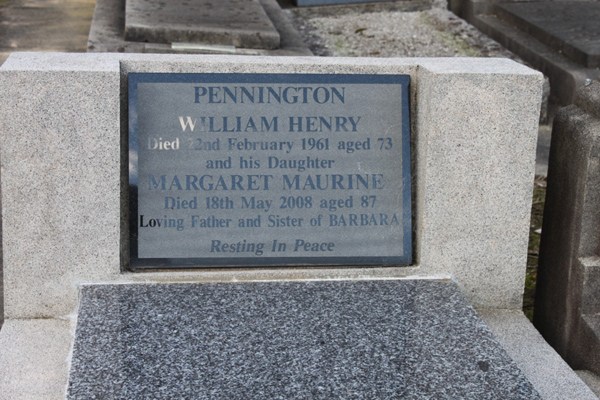 PENNINGTON
WILLIAM HENRY
Died 22nd February 1961 aged 73
and his Daughter
MARGARET MAURINE
Died 18th May 2008 aged 87
Loving Father and Sister of BARBARA
Resting In Peace